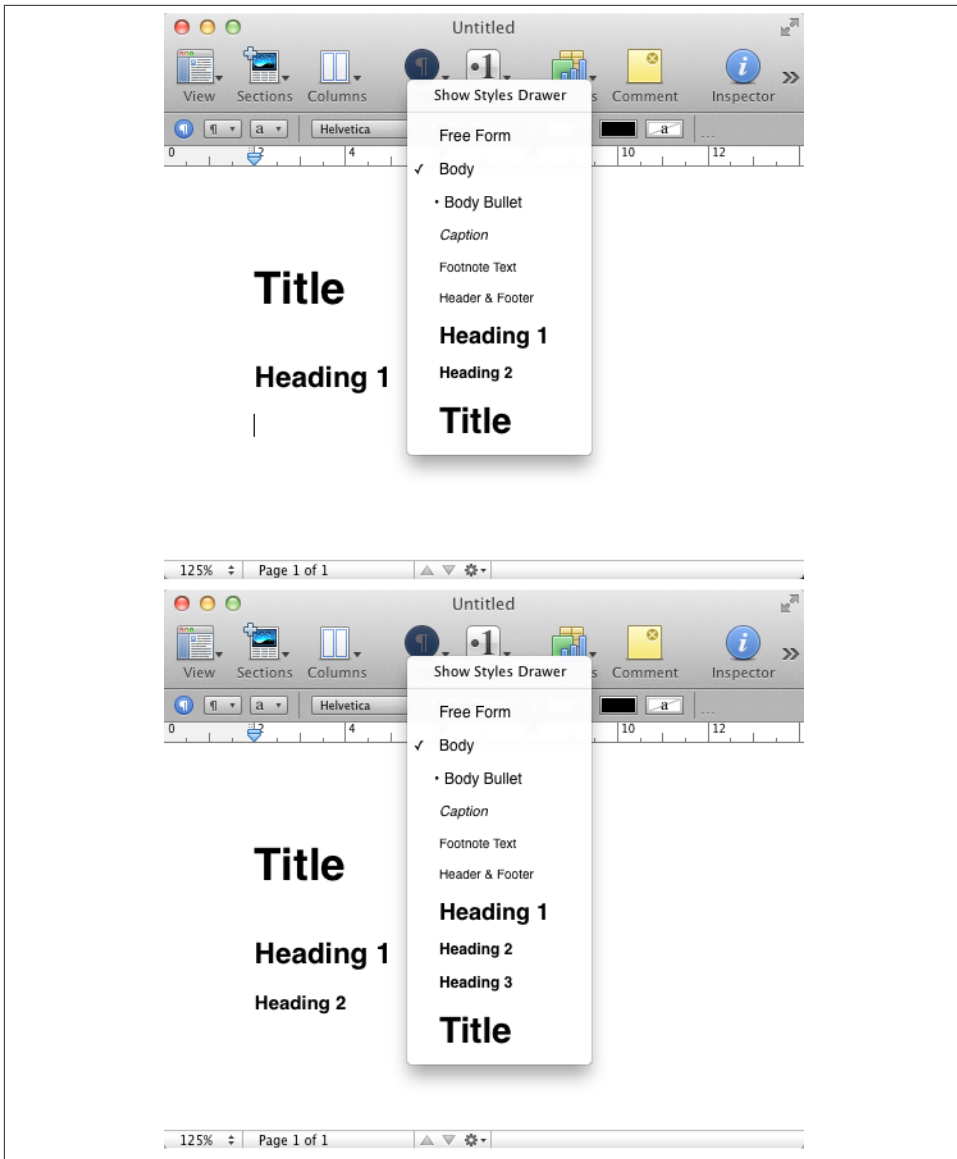 Untitled
View Sections Columns s Comment Inspector
Show Styles Drawer
¶ a Helvetica a ...
0 2 4 10 12
Free Form
✓ Body
• Body Bullet
Caption
Footnote Text
Header & Footer
Heading 1
Heading 2
Title
Title
Heading 1
125% Page 1 of 1
Untitled
View Sections Columns s Comment Inspector
Show Styles Drawer
¶ a Helvetica a ...
0 2 4 10 12
Free Form
✓ Body
• Body Bullet
Caption
Footnote Text
Header & Footer
Heading 1
Heading 2
Heading 3
Title
Title
Heading 1
Heading 2
125% Page 1 of 1